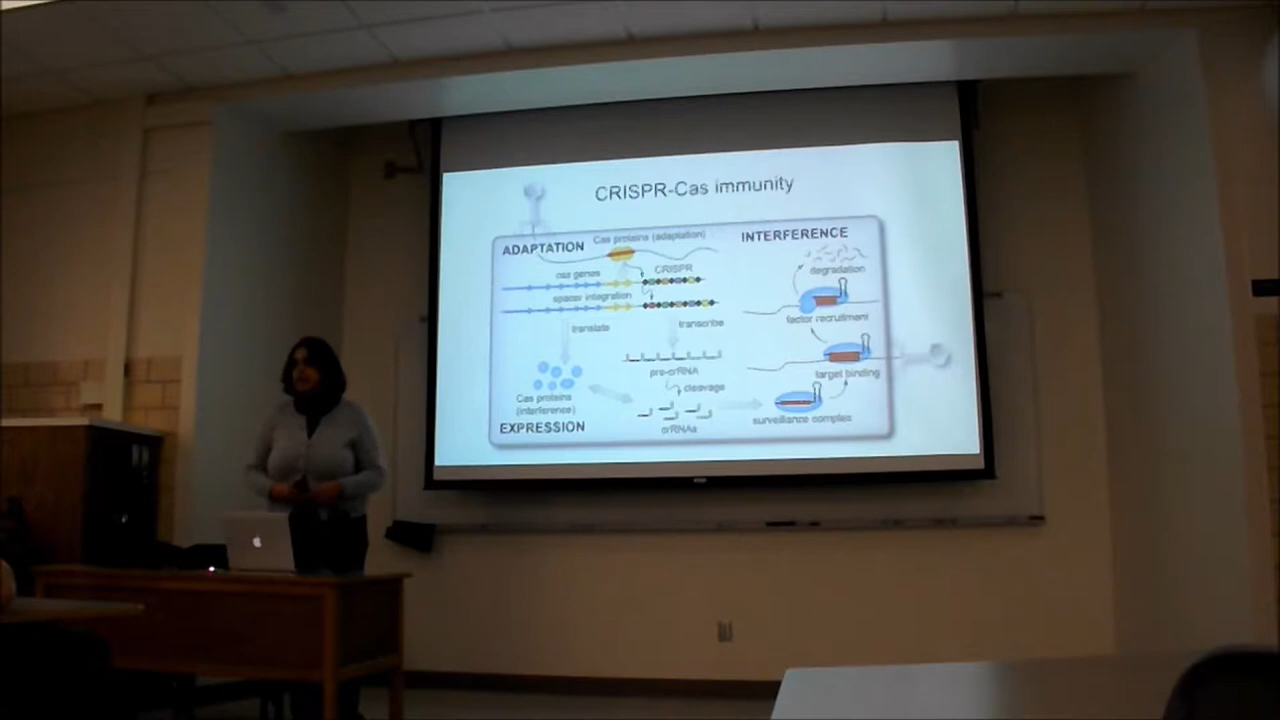 CRISPR-Cas immunity
ADAPTATION
Cas proteins (adaptation)
cas genes
CRISPR
spacer integration
translate
transcribe
pre-crRNA
cleavage
Cas proteins
(interference)
crRNAs
EXPRESSION
INTERFERENCE
degradation
factor recruitment
target binding
surveillance complex